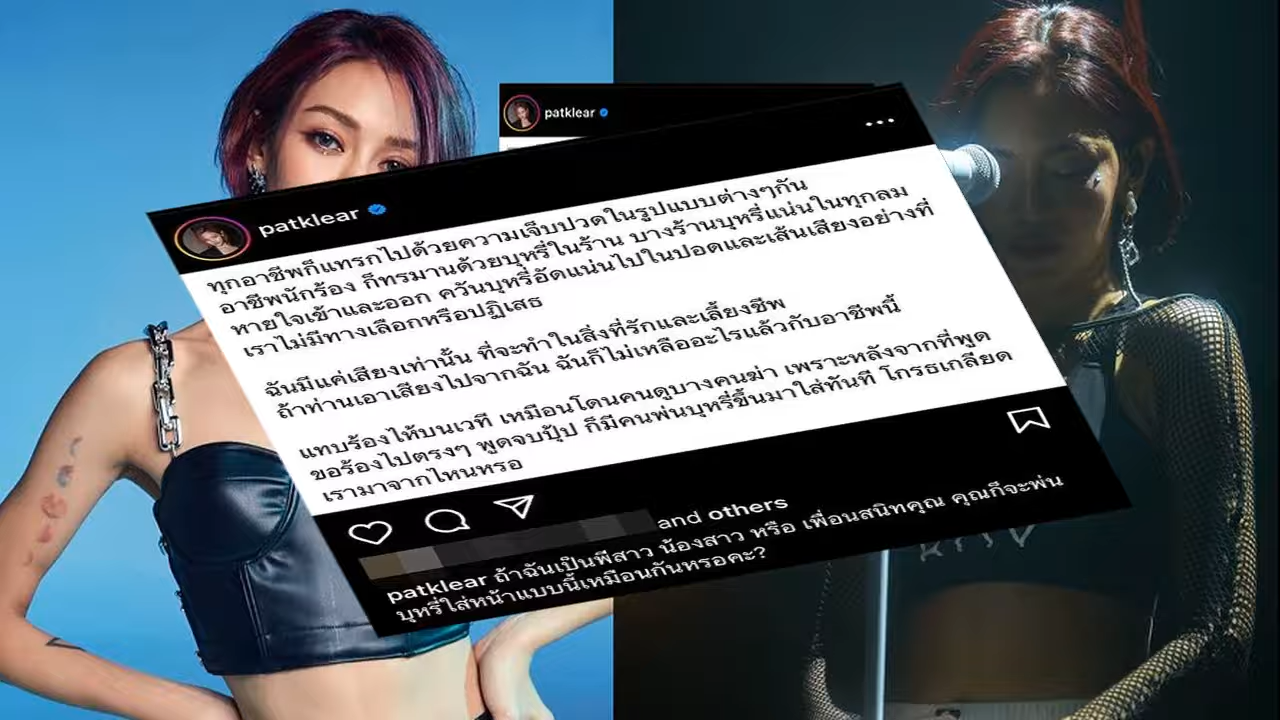 patklear
patklear
ทุกอาชีพก็แทรกไปด้วยความเจ็บปวดในรูปแบบต่างๆกัน
อาชีพนักร้อง ก็ทรมานด้วยบุหรี่ในร้าน บางร้านบุหรี่แน่นในทุกลม
หายใจเข้าและออก ควันบุหรี่อัดแน่นไปในปอดและเส้นเสียงอย่างที่
เราไม่มีทางเลือกหรือปฏิเสธ
ฉันมีแค่เสียงเท่านั้น ที่จะทำในสิ่งที่รักและเลี้ยงชีพ
ถ้าท่านเอาเสียงไปจากฉัน ฉันก็ไม่เหลืออะไรแล้วกับอาชีพนี้
แทบร้องไห้บนเวที เหมือนโดนคนดูบางคนฆ่า เพราะหลังจากที่พูด
ขอร้องไปตรงๆ พูดจบปุ้ป ก็มีคนพ่นบุหรี่ขึ้นมาใส่ทันที โกรธเกลียด
เรามาจากไหนหรอ
and others
patklear ถ้าฉันเป็นพี่สาว น้องสาว หรือ เพื่อนสนิทคุณ คุณก็จะพ่น
บุหรี่ใส่หน้าแบบนี้เหมือนกันหรอคะ?